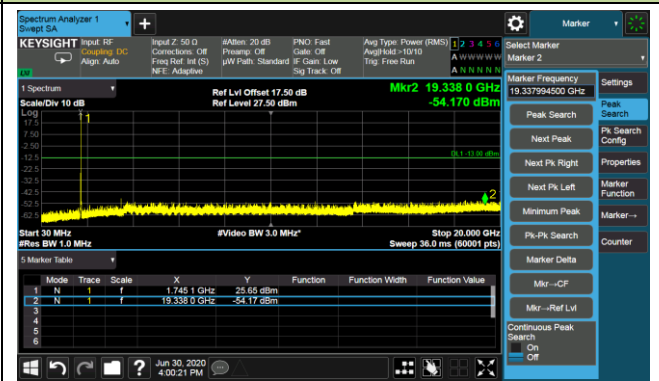 Spectrum Analyzer 1
Swept SA
+
Marker
KEYSIGHT
Input: RF
Coupling: DC
Align: Auto
Input Z: 50 Ω
Corrections: Off
Freq Ref: Int (S)
NFE: Adaptive
#Atten: 20 dB
Preamp: Off
µW Path: Standard
PNO: Fast
Gate: Off
IF Gain: Low
Sig Track: Off
Avg Type: Power (RMS)
Avg|Hold:>10/10
Trig: Free Run
1 2 3 4 5 6
A W W W W W
A N N N N N
Select Marker
Marker 2
Marker Frequency
19.337994500 GHz
Settings
Peak Search
Next Peak
Next Pk Right
Next Pk Left
Minimum Peak
Pk-Pk Search
Marker Delta
Mkr→CF
Mkr→Ref Lvl
Continuous Peak
Search
On
Off
Peak
Search
Pk Search
Config
Properties
Marker
Function
Marker→
Counter
1 Spectrum
Scale/Div 10 dB
Ref Lvl Offset 17.50 dB
Ref Level 27.50 dBm
Mkr2 19.338 0 GHz
-54.170 dBm
Log
17.5
7.50
-2.50
-12.5
-22.5
-32.5
-42.5
-52.5
-62.5
1
DL1 -13.00 dBm
2
Start 30 MHz
#Video BW 3.0 MHz*
Stop 20.000 GHz
#Res BW 1.0 MHz
Sweep 36.0 ms (60001 pts)
5 Marker Table
Mode Trace Scale X Y Function Function Width Function Value
1 N 1 f 1.745 1 GHz 25.65 dBm
2 N 1 f 19.338 0 GHz -54.17 dBm
3
4
5
6
?
Jun 30, 2020
4:00:21 PM